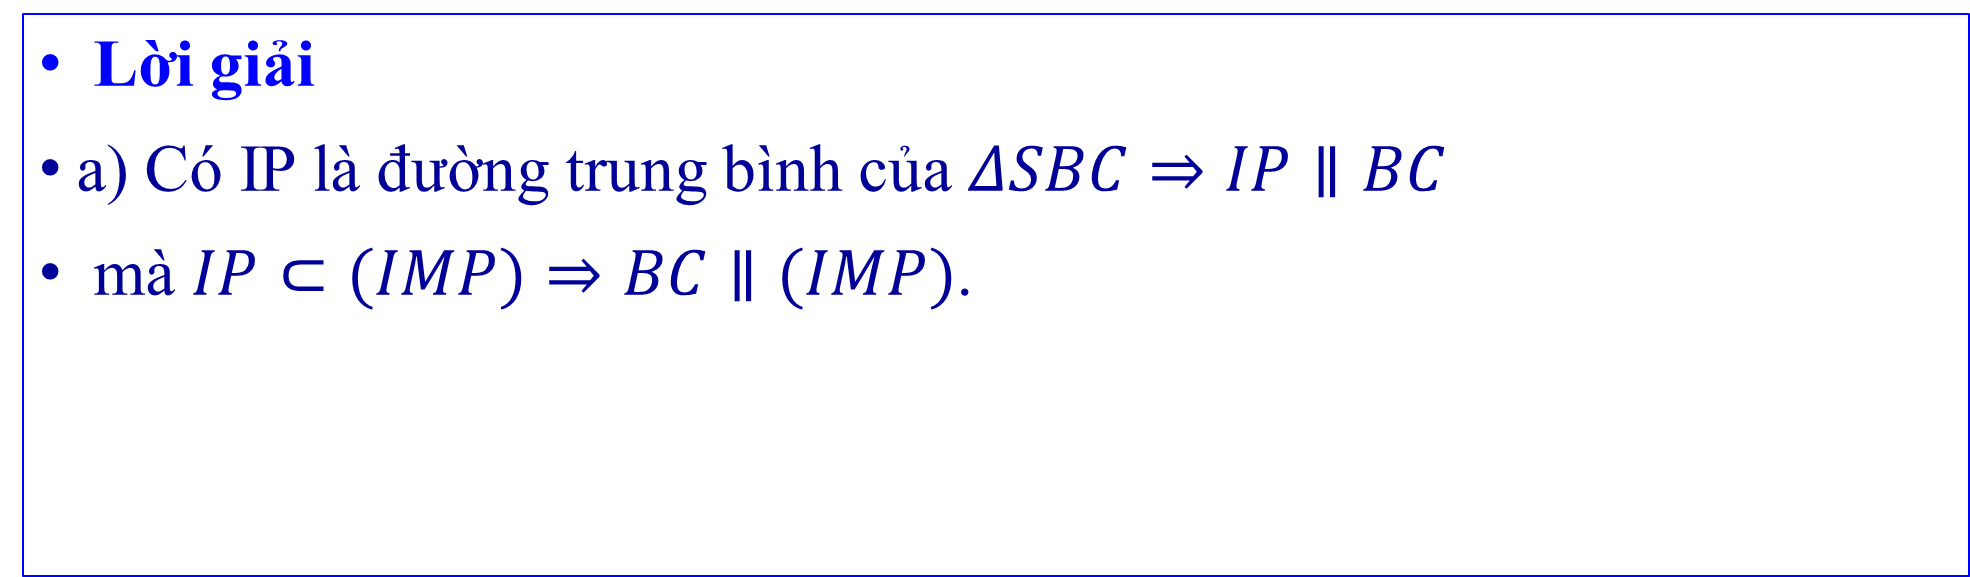 • Lời giải
• a) Có IP là đường trung bình của ΔSBC ⇒ IP ∥ BC
• mà IP ⊂ (IMP) ⇒ BC ∥ (IMP).